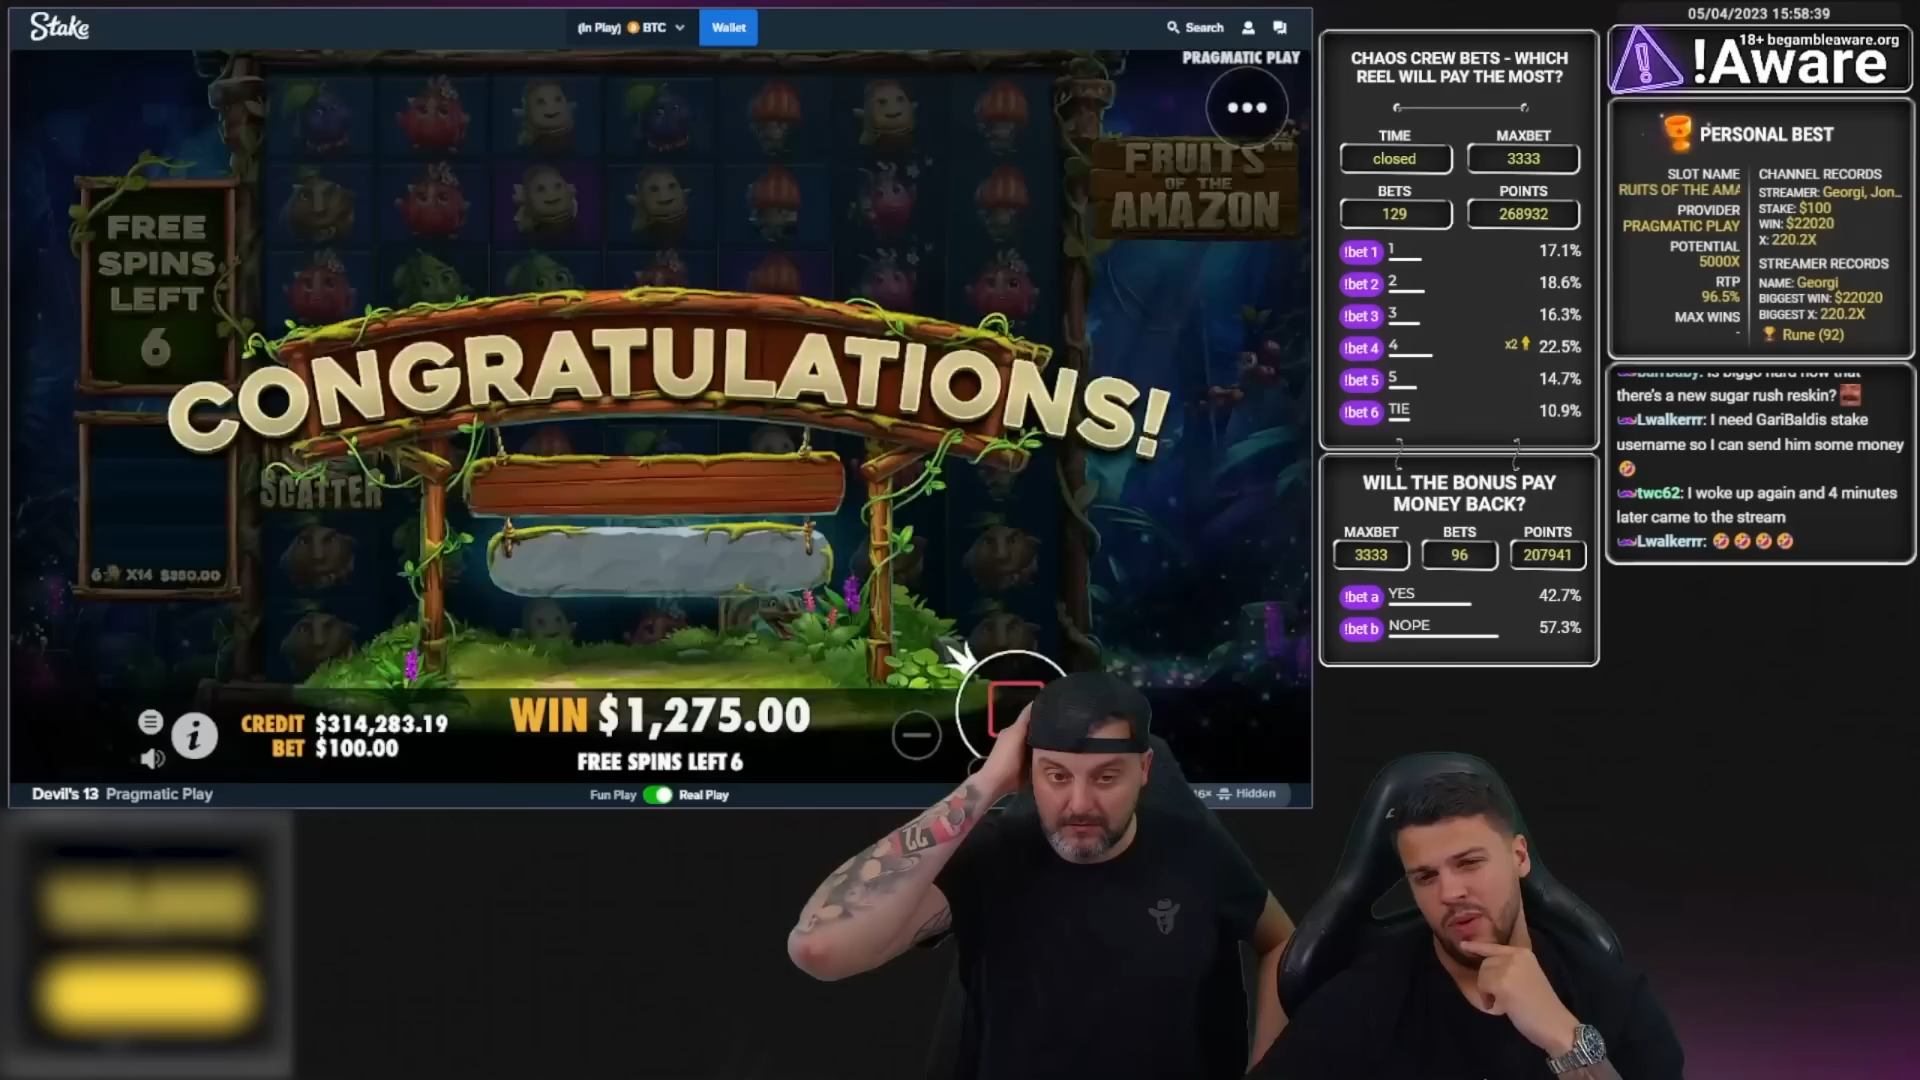 Stake
(In Play) BTC
Wallet
Search
PRAGMATIC PLAY
FRUITS
OF THE
AMAZON
FREE
SPINS
LEFT
6
CONGRATULATIONS!
SCATTER
6 X14 $350.00
CREDIT $314,283.19
BET $100.00
WIN $1,275.00
FREE SPINS LEFT 6
Devil's 13 Pragmatic Play
Fun Play Real Play
Hidden
22
CHAOS CREW BETS - WHICH
REEL WILL PAY THE MOST?
TIME MAXBET
closed 3333
BETS POINTS
129 268932
!bet 1 1 17.1%
!bet 2 2 18.6%
!bet 3 3 16.3%
!bet 4 4 x2 22.5%
!bet 5 5 14.7%
!bet 6 TIE 10.9%
WILL THE BONUS PAY
MONEY BACK?
MAXBET BETS POINTS
3333 96 207941
!bet a YES 42.7%
!bet b NOPE 57.3%
05/04/2023 15:58:39
18+ begambleaware.org
!Aware
PERSONAL BEST
SLOT NAME
RUITS OF THE AMA
PROVIDER
PRAGMATIC PLAY
POTENTIAL
5000X
RTP
96.5%
MAX WINS
-
CHANNEL RECORDS
STREAMER: Georgi, Jon...
STAKE: $100
WIN: $22020
X: 220.2X
STREAMER RECORDS
NAME: Georgi
BIGGEST WIN: $22020
BIGGEST X: 220.2X
Rune (92)
there's a new sugar rush reskin?
Lwalkerrr: I need GariBaldis stake
username so I can send him some money
twc62: I woke up again and 4 minutes
later came to the stream
Lwalkerrr: